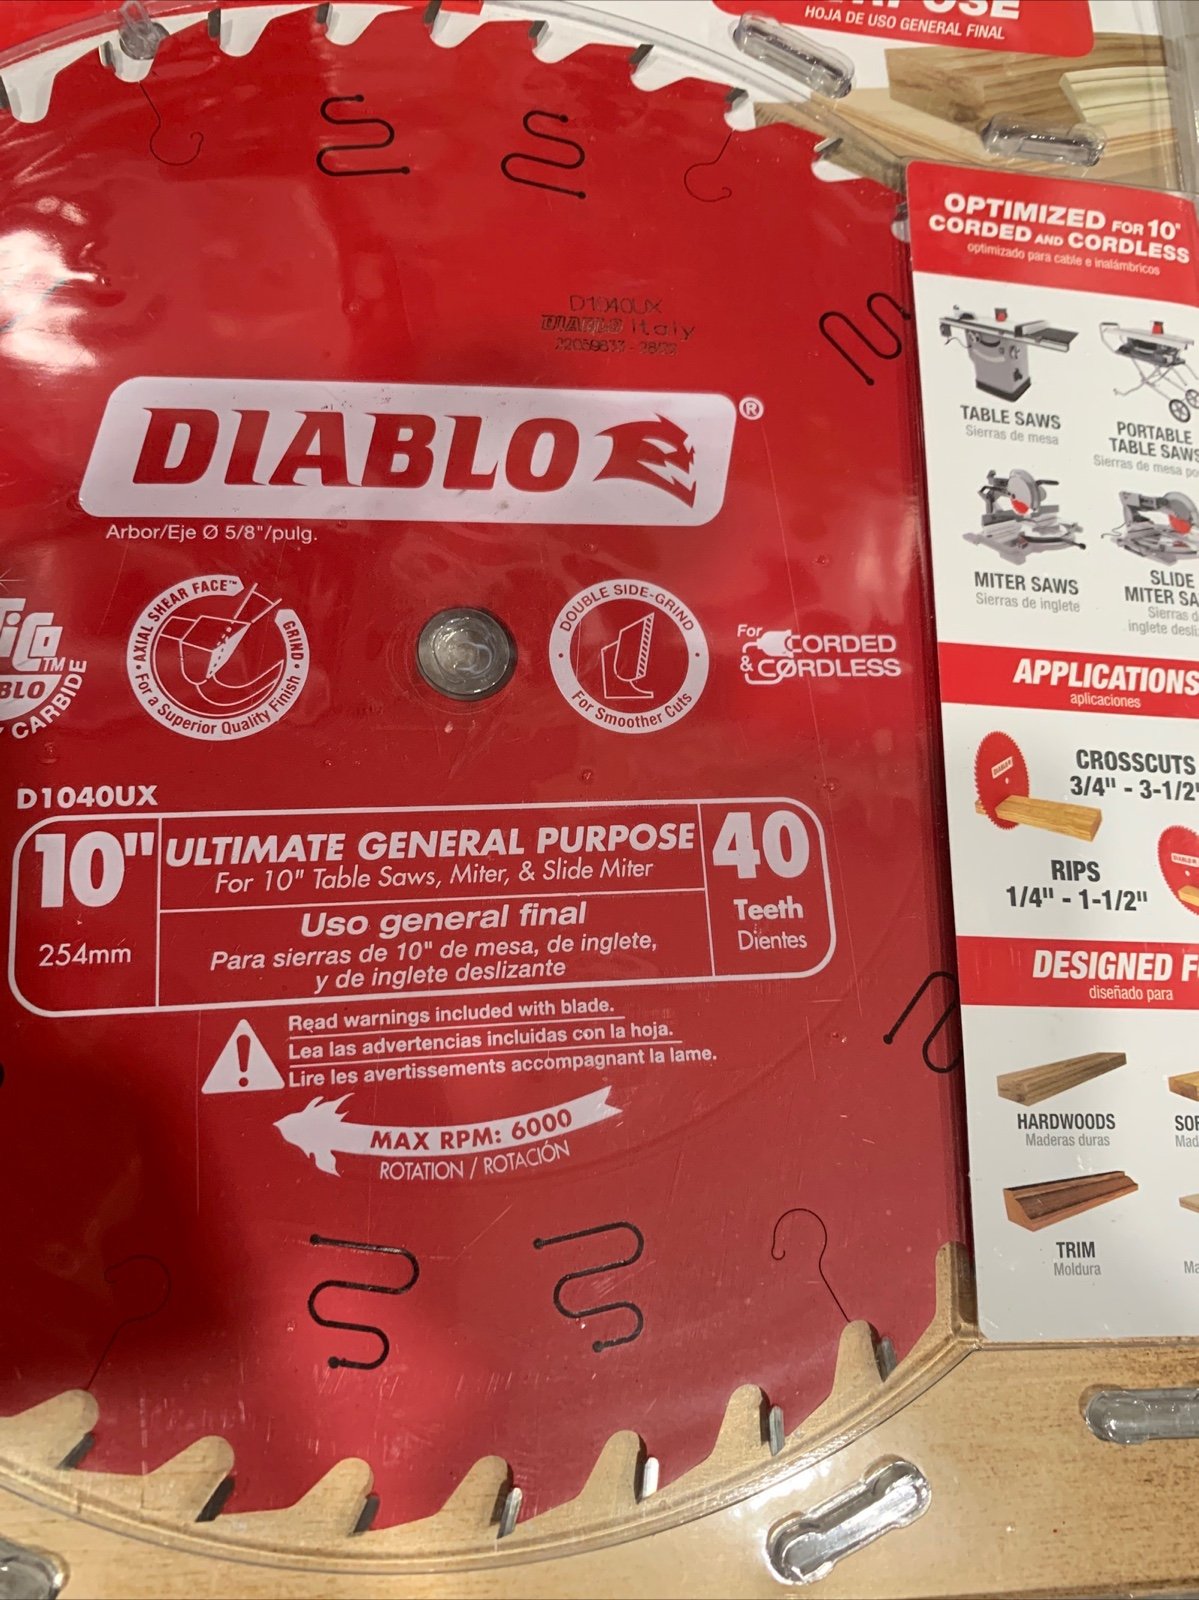 HOJA DE USO GENERAL FINAL
OPTIMIZED FOR 10"
CORDED AND CORDLESS
optimizado para cable e inalámbricos
D1040UX
DIABLO Italy
DIABLO®
Arbor/Eje Ø 5/8"/pulg.
TABLE SAWS
Sierras de mesa
PORTABLE
TABLE SAWS
Sierras de mesa
MITER SAWS
Sierras de inglete
SLIDE
MITER
Sierras
inglete
TiCo™
CARBIDE
AXIAL SHEAR FACE™ GRIND
For a Superior Quality Finish
DOUBLE SIDE-GRIND
For Smoother Cuts
For CORDED
& CORDLESS
APPLICATIONS
aplicaciones
CROSSCUTS
3/4" - 3-1/2"
RIPS
1/4" - 1-1/2"
D1040UX
10"
254mm
ULTIMATE GENERAL PURPOSE
For 10" Table Saws, Miter, & Slide Miter
Uso general final
Para sierras de 10" de mesa, de inglete,
y de inglete deslizante
40
Teeth
Dientes
DESIGNED
diseñado para
Read warnings included with blade.
Lea las advertencias incluidas con la hoja.
Lire les avertissements accompagnant la lame.
MAX RPM: 6000
ROTATION / ROTACIÓN
HARDWOODS
Maderas duras
TRIM
Moldura